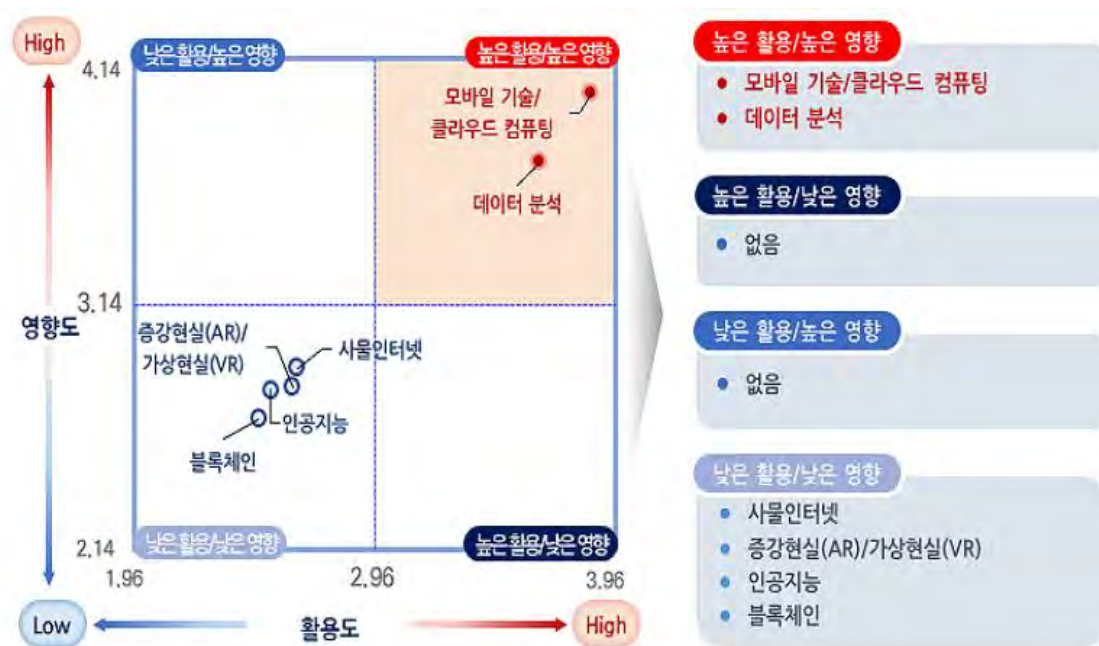 High
4.14
3.14
영향도
2.14
Low
1.96
2.96
3.96
활용도
High
낮은 활용/높은 영향
높은 활용/높은 영향
모바일 기술/
클라우드 컴퓨팅
데이터 분석
증강현실(AR)/
가상현실(VR)
사물인터넷
인공지능
블록체인
낮은 활용/낮은 영향
높은 활용/낮은 영향
높은 활용/높은 영향
모바일 기술/클라우드 컴퓨팅
데이터 분석
높은 활용/낮은 영향
없음
낮은 활용/높은 영향
없음
낮은 활용/낮은 영향
사물인터넷
증강현실(AR)/가상현실(VR)
인공지능
블록체인